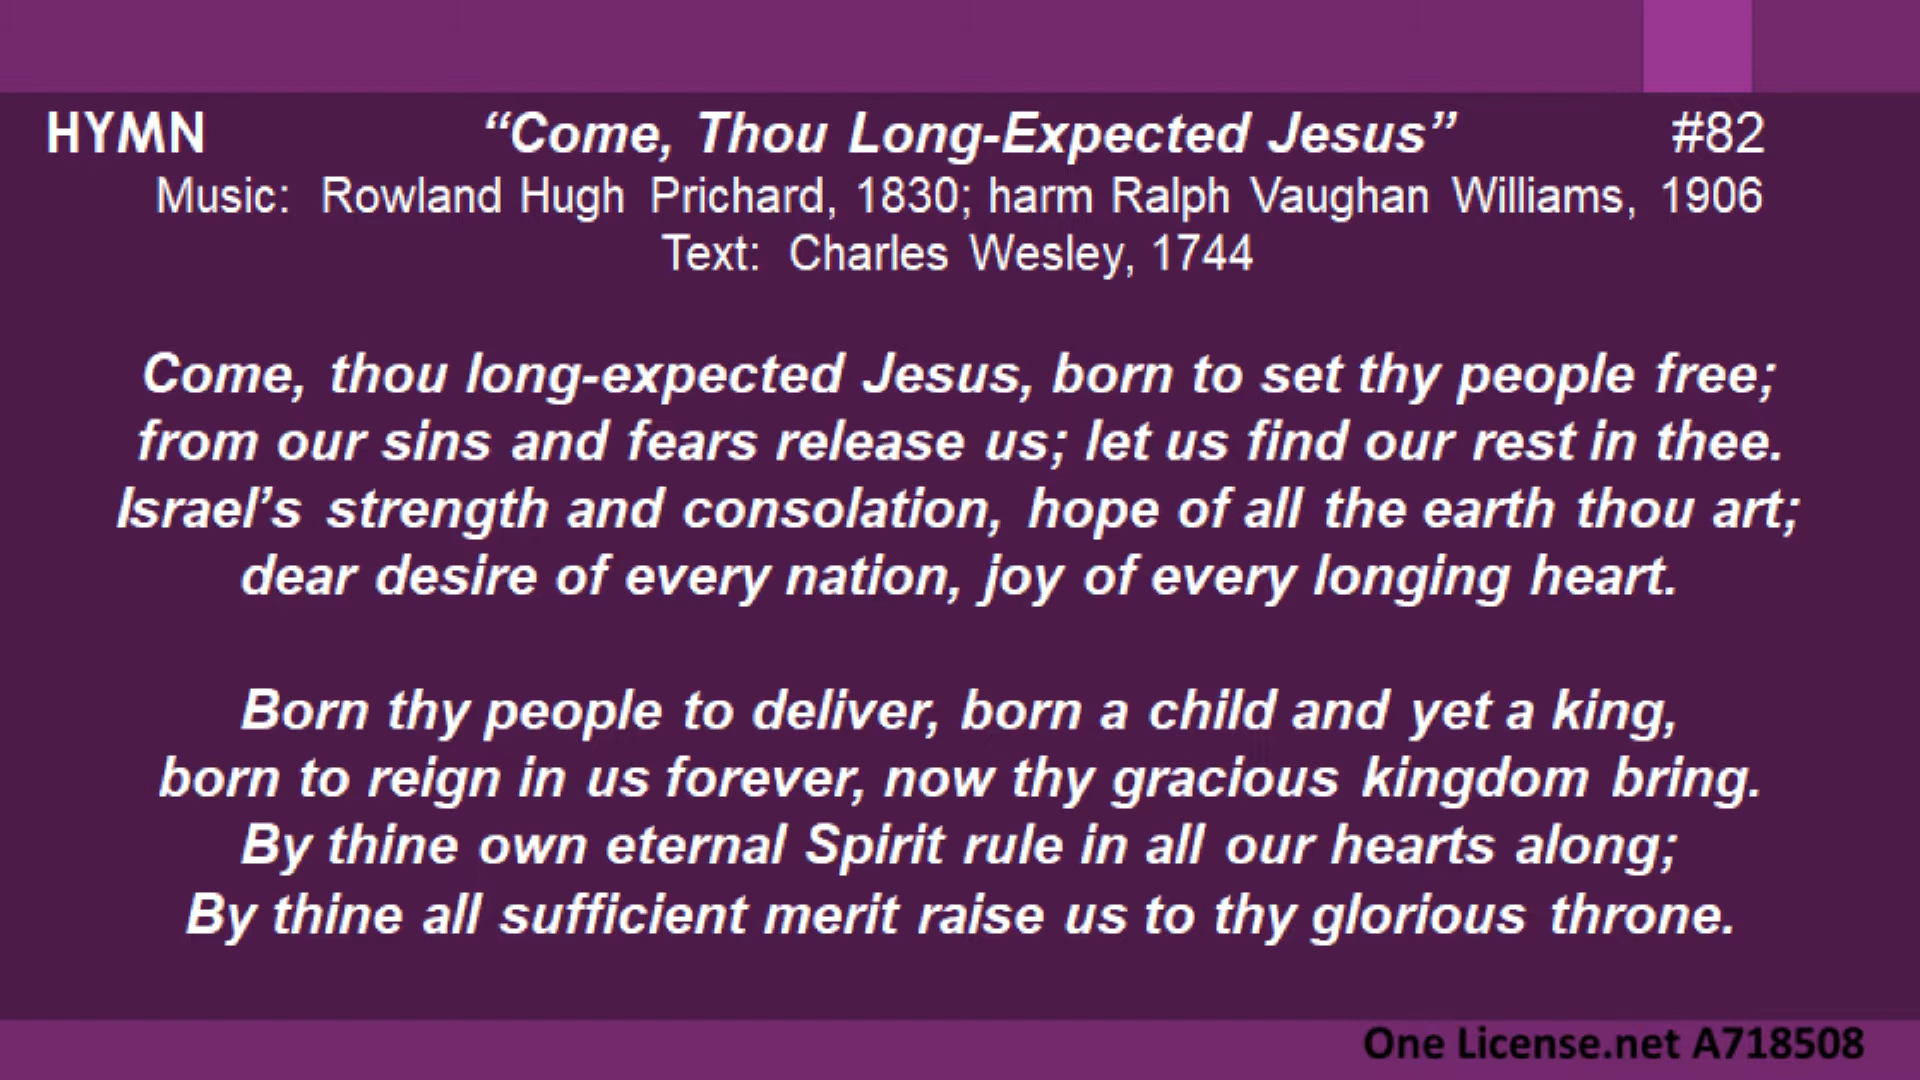 HYMN “Come, Thou Long-Expected Jesus” #82
Music: Rowland Hugh Prichard, 1830; harm Ralph Vaughan Williams, 1906
Text: Charles Wesley, 1744
Come, thou long-expected Jesus, born to set thy people free;
from our sins and fears release us; let us find our rest in thee.
Israel’s strength and consolation, hope of all the earth thou art;
dear desire of every nation, joy of every longing heart.
Born thy people to deliver, born a child and yet a king,
born to reign in us forever, now thy gracious kingdom bring.
By thine own eternal Spirit rule in all our hearts along;
By thine all sufficient merit raise us to thy glorious throne.
One License.net A718508